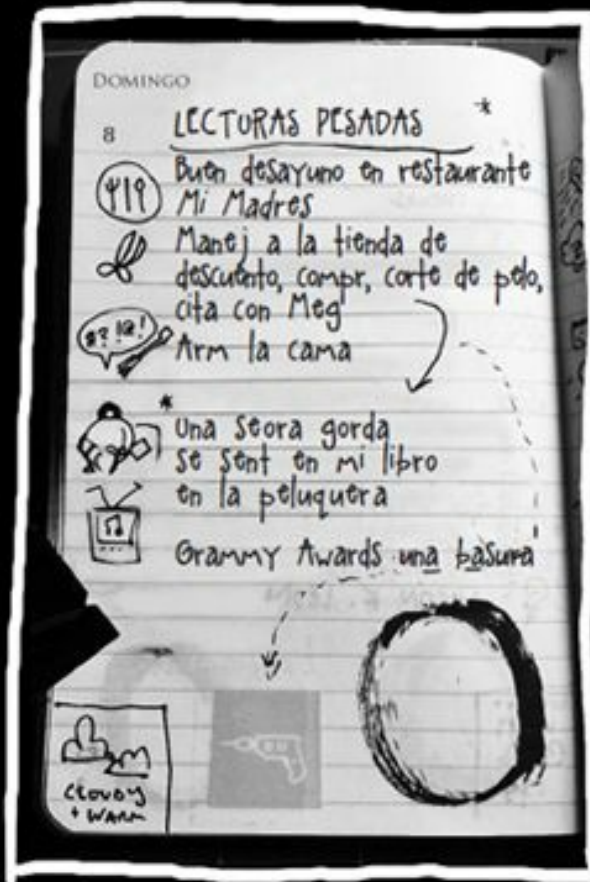 DOMINGO
8
LECTURAS PESADAS *
Buen desayuno en restaurante
Mi Madres
Manej a la tienda de
descuento, compr, corte de pelo,
cita con Meg
#? !@!
Arm la cama
* Una seora gorda
se sent en mi libro
en la peluquera
Grammy Awards una basura
CLOUDY
+ WARM